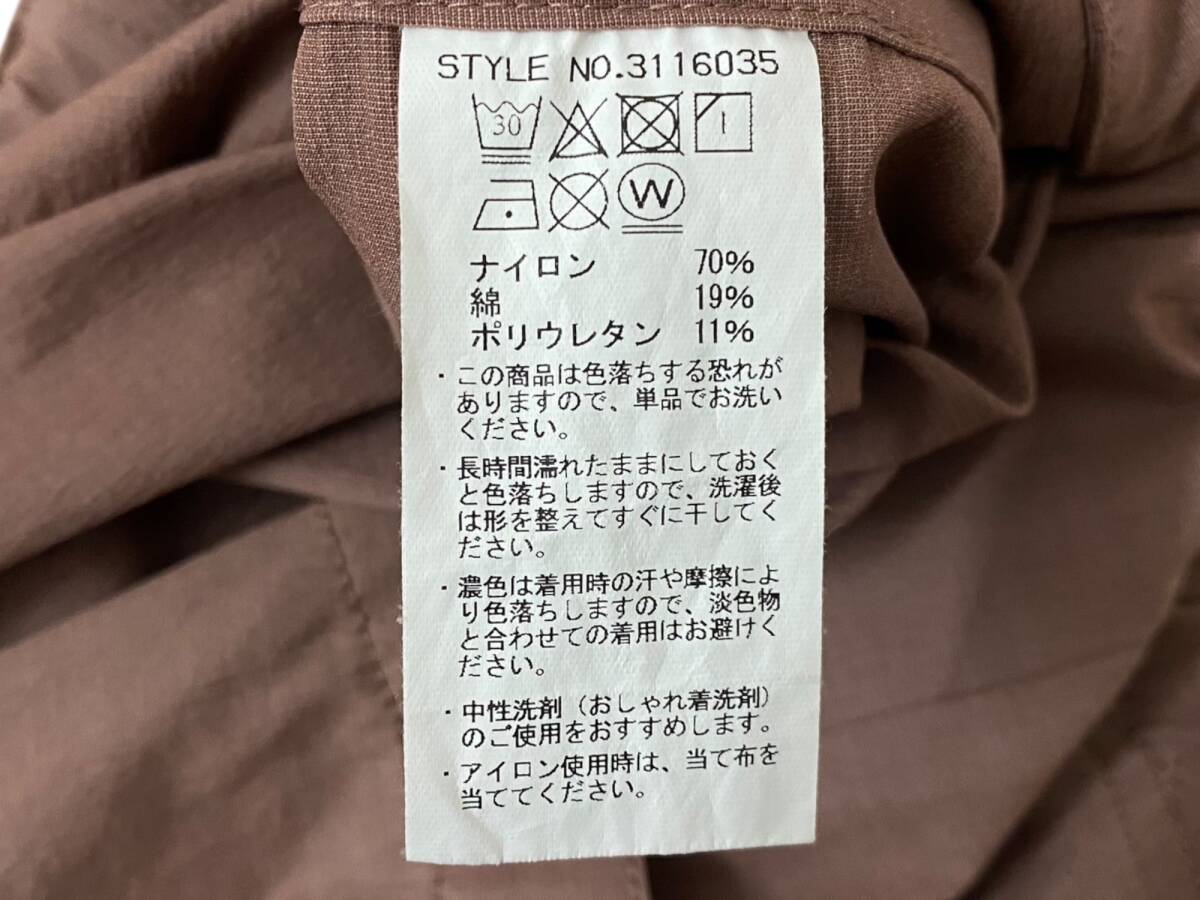 STYLE NO.3116035
30
W
ナイロン 70%
綿 19%
ポリウレタン 11%
・この商品は色落ちする恐れが
ありますので、単品でお洗い
ください。
・長時間濡れたままにしておく
と色落ちしますので、洗濯後
は形を整えてすぐに干してく
ださい。
・濃色は着用時の汗や摩擦によ
り色落ちしますので、淡色物
と合わせての着用はお避けく
ださい。
・中性洗剤（おしゃれ着洗剤）
のご使用をおすすめします。
・アイロン使用時は、当て布を
当ててください。